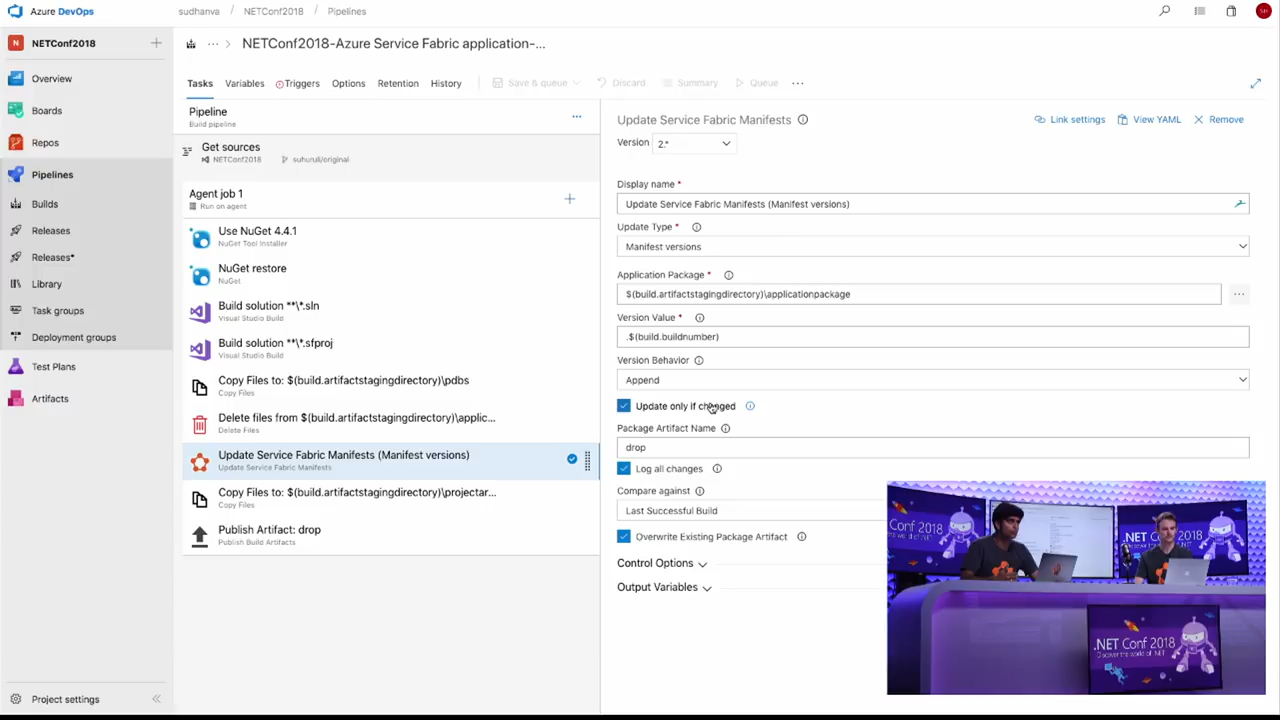 Azure DevOps
sudhanva / NETConf2018 / Pipelines
SH
N NETConf2018
Overview
Boards
Repos
Pipelines
Builds
Releases
Releases*
Library
Task groups
Deployment groups
Test Plans
Artifacts
Project settings
... > NETConf2018-Azure Service Fabric application-...
Tasks Variables Triggers Options Retention History Save & queue Discard Summary Queue ...
Pipeline
Build pipeline
...
Get sources
NETConf2018 suhuruli/original
Agent job 1
Run on agent
Use NuGet 4.4.1
NuGet Tool Installer
NuGet restore
NuGet
Build solution **\*.sln
Visual Studio Build
Build solution **\*.sfproj
Visual Studio Build
Copy Files to: $(build.artifactstagingdirectory)\pdbs
Copy Files
Delete files from $(build.artifactstagingdirectory)\applic...
Delete Files
Update Service Fabric Manifests (Manifest versions)
Update Service Fabric Manifests
Copy Files to: $(build.artifactstagingdirectory)\projectar...
Copy Files
Publish Artifact: drop
Publish Build Artifacts
Update Service Fabric Manifests
Link settings View YAML Remove
Version 2.*
Display name *
Update Service Fabric Manifests (Manifest versions)
Update Type *
Manifest versions
Application Package *
$(build.artifactstagingdirectory)\applicationpackage
...
Version Value *
.$(build.buildnumber)
Version Behavior
Append
Update only if changed
Package Artifact Name
drop
Log all changes
Compare against
Last Successful Build
Overwrite Existing Package Artifact
Control Options
Output Variables
Conf 2018
.NET Conf 2018
Discover the world of .NET